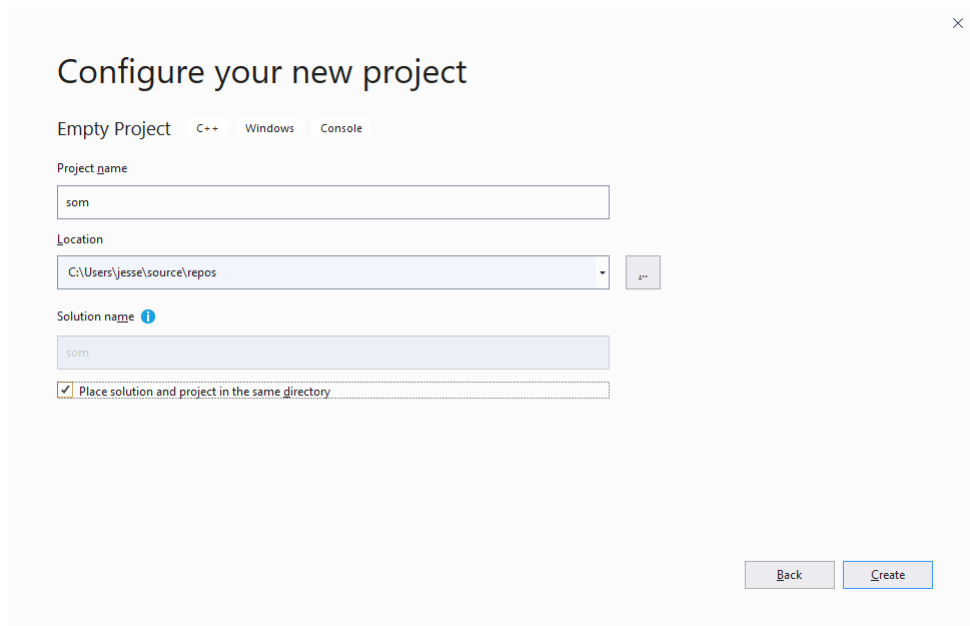 Configure your new project
Empty Project C++ Windows Console
Project name
som
Location
C:\Users\jesse\source\repos
...
Solution name
som
Place solution and project in the same directory
Back Create